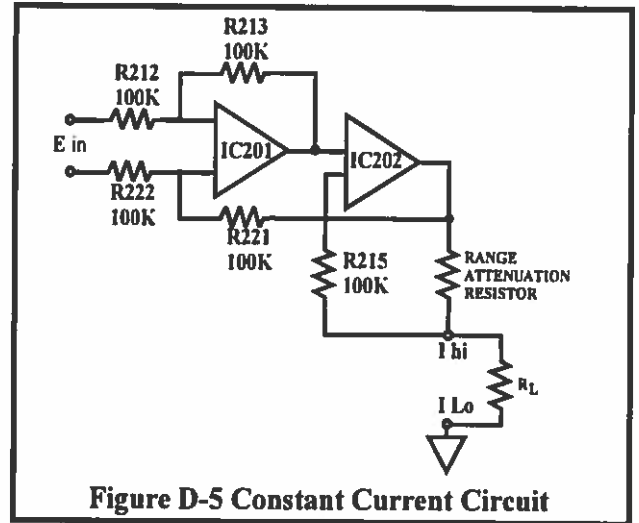 R213
100K
R212
100K
E in
IC201
IC202
R222
100K
R221
100K
R215
100K
RANGE
ATTENUATION
RESISTOR
I hi
RL
I Lo
Figure D-5 Constant Current Circuit